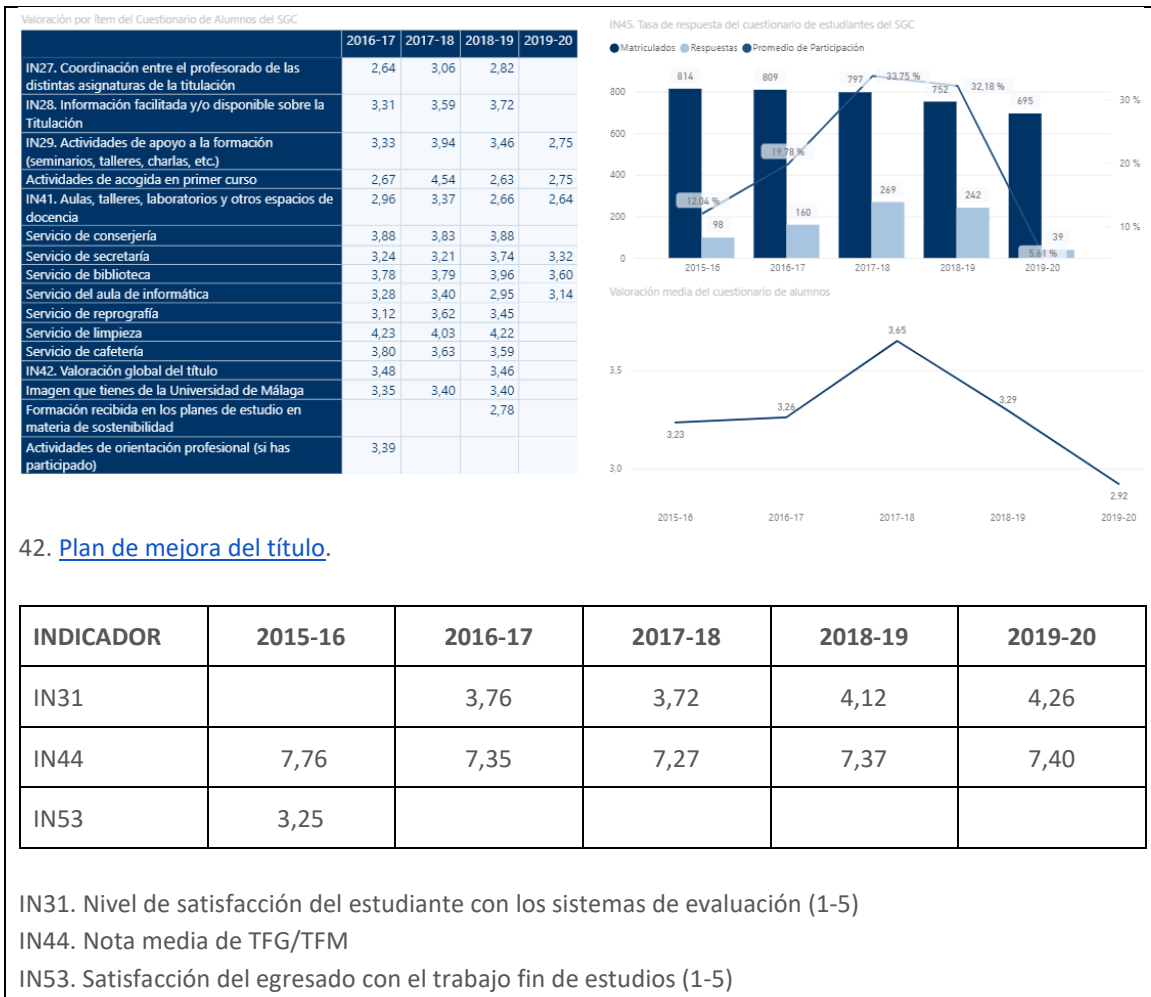 Valoración por ítem del Cuestionario de Alumnos del SGC
2016-17 2017-18 2018-19 2019-20
IN27. Coordinación entre el profesorado de las 2,64 3,06 2,82
distintas asignaturas de la titulación
IN28. Información facilitada y/o disponible sobre la 3,31 3,59 3,72
Titulación
IN29. Actividades de apoyo a la formación 3,33 3,94 3,46 2,75
(seminarios, talleres, charlas, etc.)
Actividades de acogida en primer curso 2,67 4,54 2,63 2,75
IN41. Aulas, talleres, laboratorios y otros espacios de 2,96 3,37 2,66 2,64
docencia
Servicio de conserjería 3,88 3,83 3,88
Servicio de secretaría 3,24 3,21 3,74 3,32
Servicio de biblioteca 3,78 3,79 3,96 3,60
Servicio del aula de informática 3,28 3,40 2,95 3,14
Servicio de reprografía 3,12 3,62 3,45
Servicio de limpieza 4,23 4,03 4,22
Servicio de cafetería 3,80 3,63 3,59
IN42. Valoración global del título 3,48 3,46
Imagen que tienes de la Universidad de Málaga 3,35 3,40 3,40
Formación recibida en los planes de estudio en 2,78
materia de sostenibilidad
Actividades de orientación profesional (si has 3,39
participado)
IN45. Tasa de respuesta del cuestionario de estudiantes del SGC
Matriculados Respuestas Promedio de Participación
814 809 797 33,75 % 752 32,18 % 695
800 30 %
600
19,78 % 20 %
400
12,04 % 269 242
200 98 160 39 10 %
0 5,61 %
2015-16 2016-17 2017-18 2018-19 2019-20
Valoración media del cuestionario de alumnos
3,65
3,5
3,23 3,26 3,29
3,0
2,92
2015-16 2016-17 2017-18 2018-19 2019-20
42. Plan de mejora del título.
INDICADOR 2015-16 2016-17 2017-18 2018-19 2019-20
IN31 3,76 3,72 4,12 4,26
IN44 7,76 7,35 7,27 7,37 7,40
IN53 3,25
IN31. Nivel de satisfacción del estudiante con los sistemas de evaluación (1-5)
IN44. Nota media de TFG/TFM
IN53. Satisfacción del egresado con el trabajo fin de estudios (1-5)